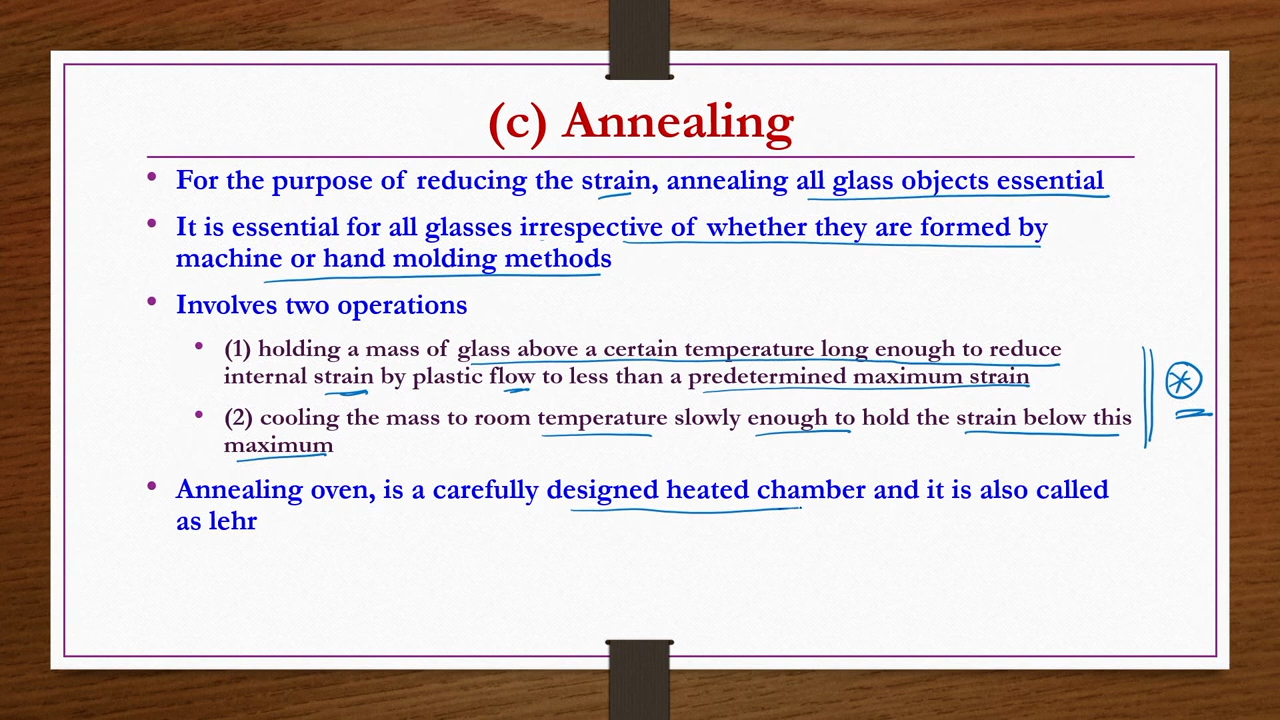 (c) Annealing
• For the purpose of reducing the strain, annealing all glass objects essential
• It is essential for all glasses irrespective of whether they are formed by
machine or hand molding methods
• Involves two operations
• (1) holding a mass of glass above a certain temperature long enough to reduce
internal strain by plastic flow to less than a predetermined maximum strain
• (2) cooling the mass to room temperature slowly enough to hold the strain below this
maximum
• Annealing oven, is a carefully designed heated chamber and it is also called
as lehr